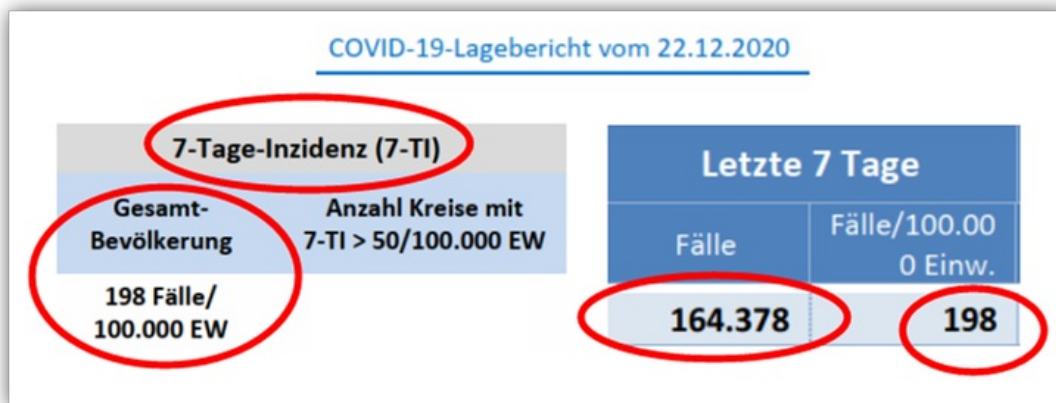 COVID-19-Lagebericht vom 22.12.2020
7-Tage-Inzidenz (7-TI)
Gesamt-
Bevölkerung
Anzahl Kreise mit
7-TI > 50/100.000 EW
198 Fälle/
100.000 EW
Letzte 7 Tage
Fälle
Fälle/100.00
0 Einw.
164.378
198